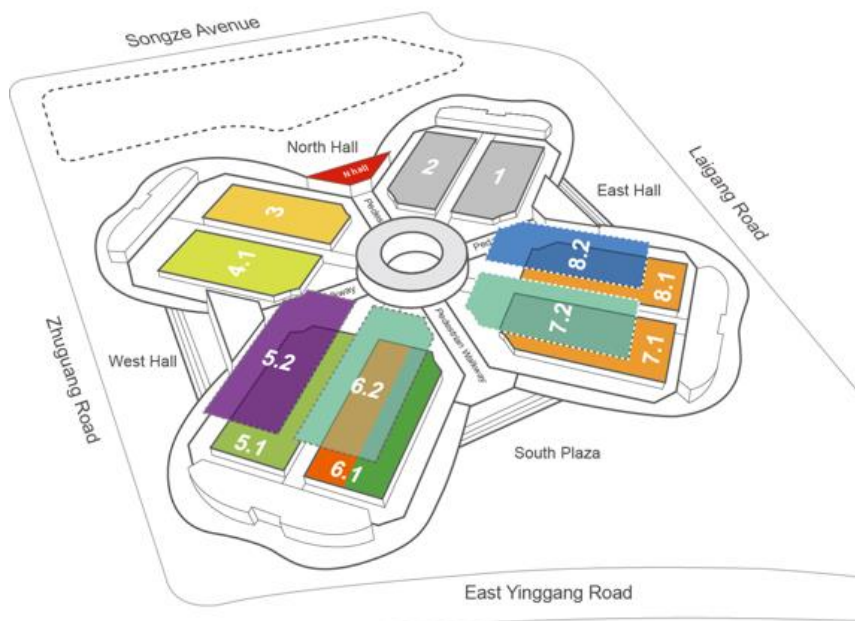 Songze Avenue
North Hall
N hall
2
1
East Hall
Laigang Road
3
4.1
8.2
8.1
7.2
7.1
Pedestrian Walkway
Zhuguang Road
West Hall
5.2
6.2
5.1
6.1
South Plaza
East Yinggang Road